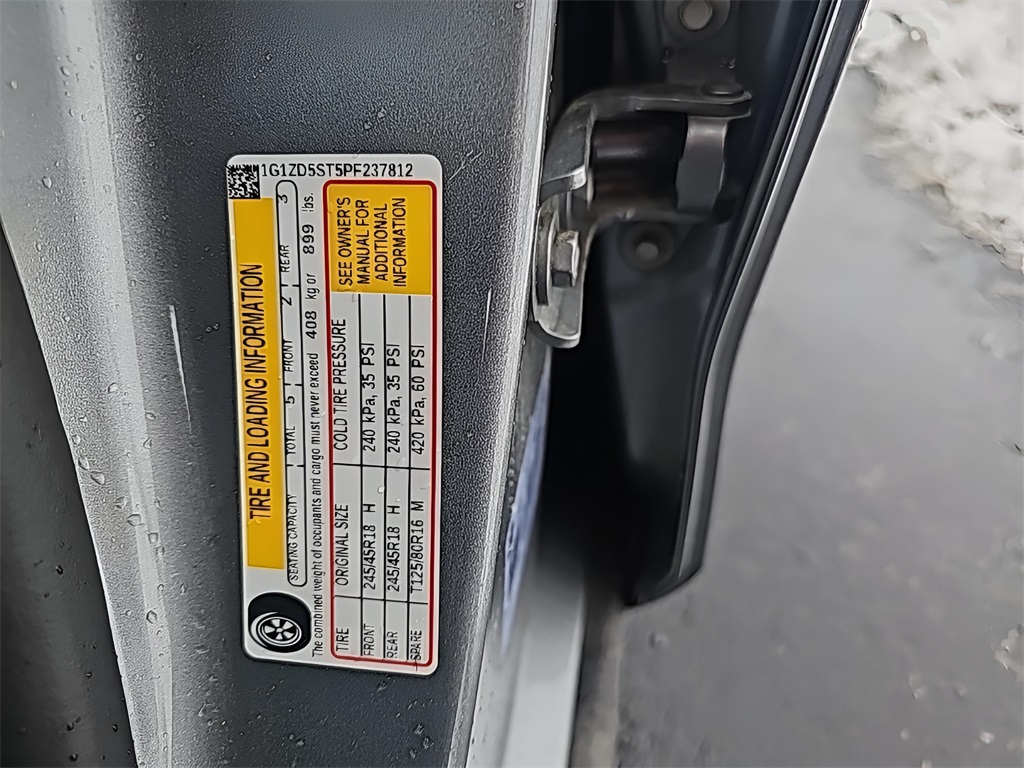 1G1ZD5ST5PF237812
TIRE AND LOADING INFORMATION
SEATING CAPACITY TOTAL 5 FRONT 2 REAR 3
The combined weight of occupants and cargo must never exceed 408 kg or 899 lbs.
TIRE ORIGINAL SIZE COLD TIRE PRESSURE
FRONT 245/45R18 H 240 kPa, 35 PSI
REAR 245/45R18 H 240 kPa, 35 PSI
SPARE T125/80R16 M 420 kPa, 60 PSI
SEE OWNER'S
MANUAL FOR
ADDITIONAL
INFORMATION